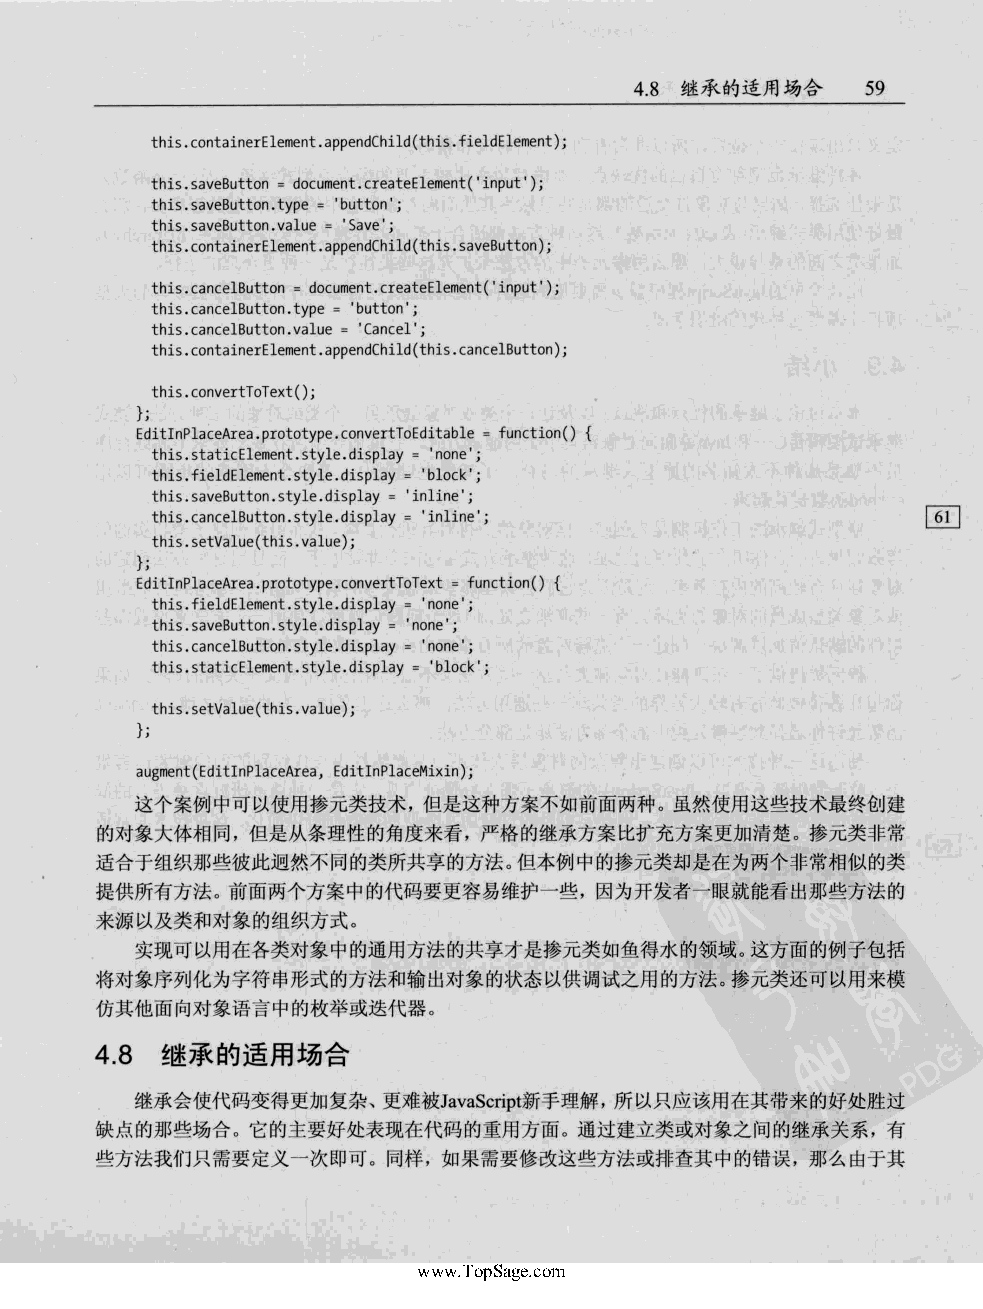 4.8 继承的适用场合 59
this.containerElement.appendChild(this.fieldElement);
this.saveButton = document.createElement('input');
this.saveButton.type = 'button';
this.saveButton.value = 'Save';
this.containerElement.appendChild(this.saveButton);
this.cancelButton = document.createElement('input');
this.cancelButton.type = 'button';
this.cancelButton.value = 'Cancel';
this.containerElement.appendChild(this.cancelButton);
this.convertToText();
};
EditInPlaceArea.prototype.convertToEditable = function() {
this.staticElement.style.display = 'none';
this.fieldElement.style.display = 'block';
this.saveButton.style.display = 'inline';
this.cancelButton.style.display = 'inline';
61
this.setValue(this.value);
};
EditInPlaceArea.prototype.convertToText = function() {
this.fieldElement.style.display = 'none';
this.saveButton.style.display = 'none';
this.cancelButton.style.display = 'none';
this.staticElement.style.display = 'block';
this.setValue(this.value);
};
augment(EditInPlaceArea, EditInPlaceMixin);
这个案例中可以使用掺元类技术，但是这种方案不如前面两种。虽然使用这些技术最终创建
的对象大体相同，但是从条理性的角度来看，严格的继承方案比扩充方案更加清楚。掺元类非常
适合于组织那些彼此迥然不同的类所共享的方法。但本例中的掺元类却是在为两个非常相似的类
提供所有方法。前面两个方案中的代码要更容易维护一些，因为开发者一眼就能看出那些方法的
来源以及类和对象的组织方式。
实现可以用在各类对象中的通用方法的共享才是掺元类如鱼得水的领域。这方面的例子包括
将对象序列化为字符串形式的方法和输出对象的状态以供调试之用的方法。掺元类还可以用来模
仿其他面向对象语言中的枚举或迭代器。
4.8 继承的适用场合
继承会使代码变得更加复杂、更难被JavaScript新手理解，所以只应该用在其带来的好处胜过
缺点的那些场合。它的主要好处表现在代码的重用方面。通过建立类或对象之间的继承关系，有
些方法我们只需要定义一次即可。同样，如果需要修改这些方法或排查其中的错误，那么由于其
PDG
www.TopSage.com